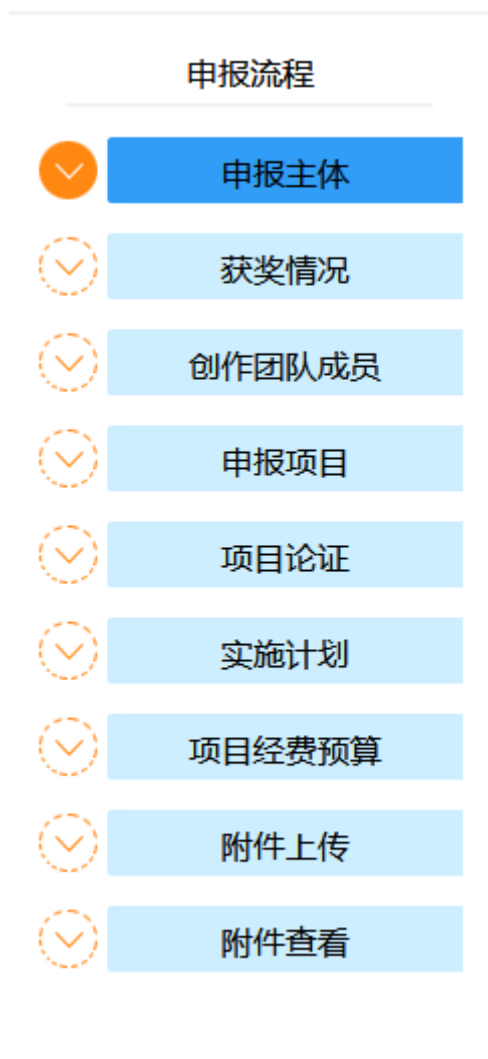 申报流程
申报主体
获奖情况
创作团队成员
申报项目
项目论证
实施计划
项目经费预算
附件上传
附件查看